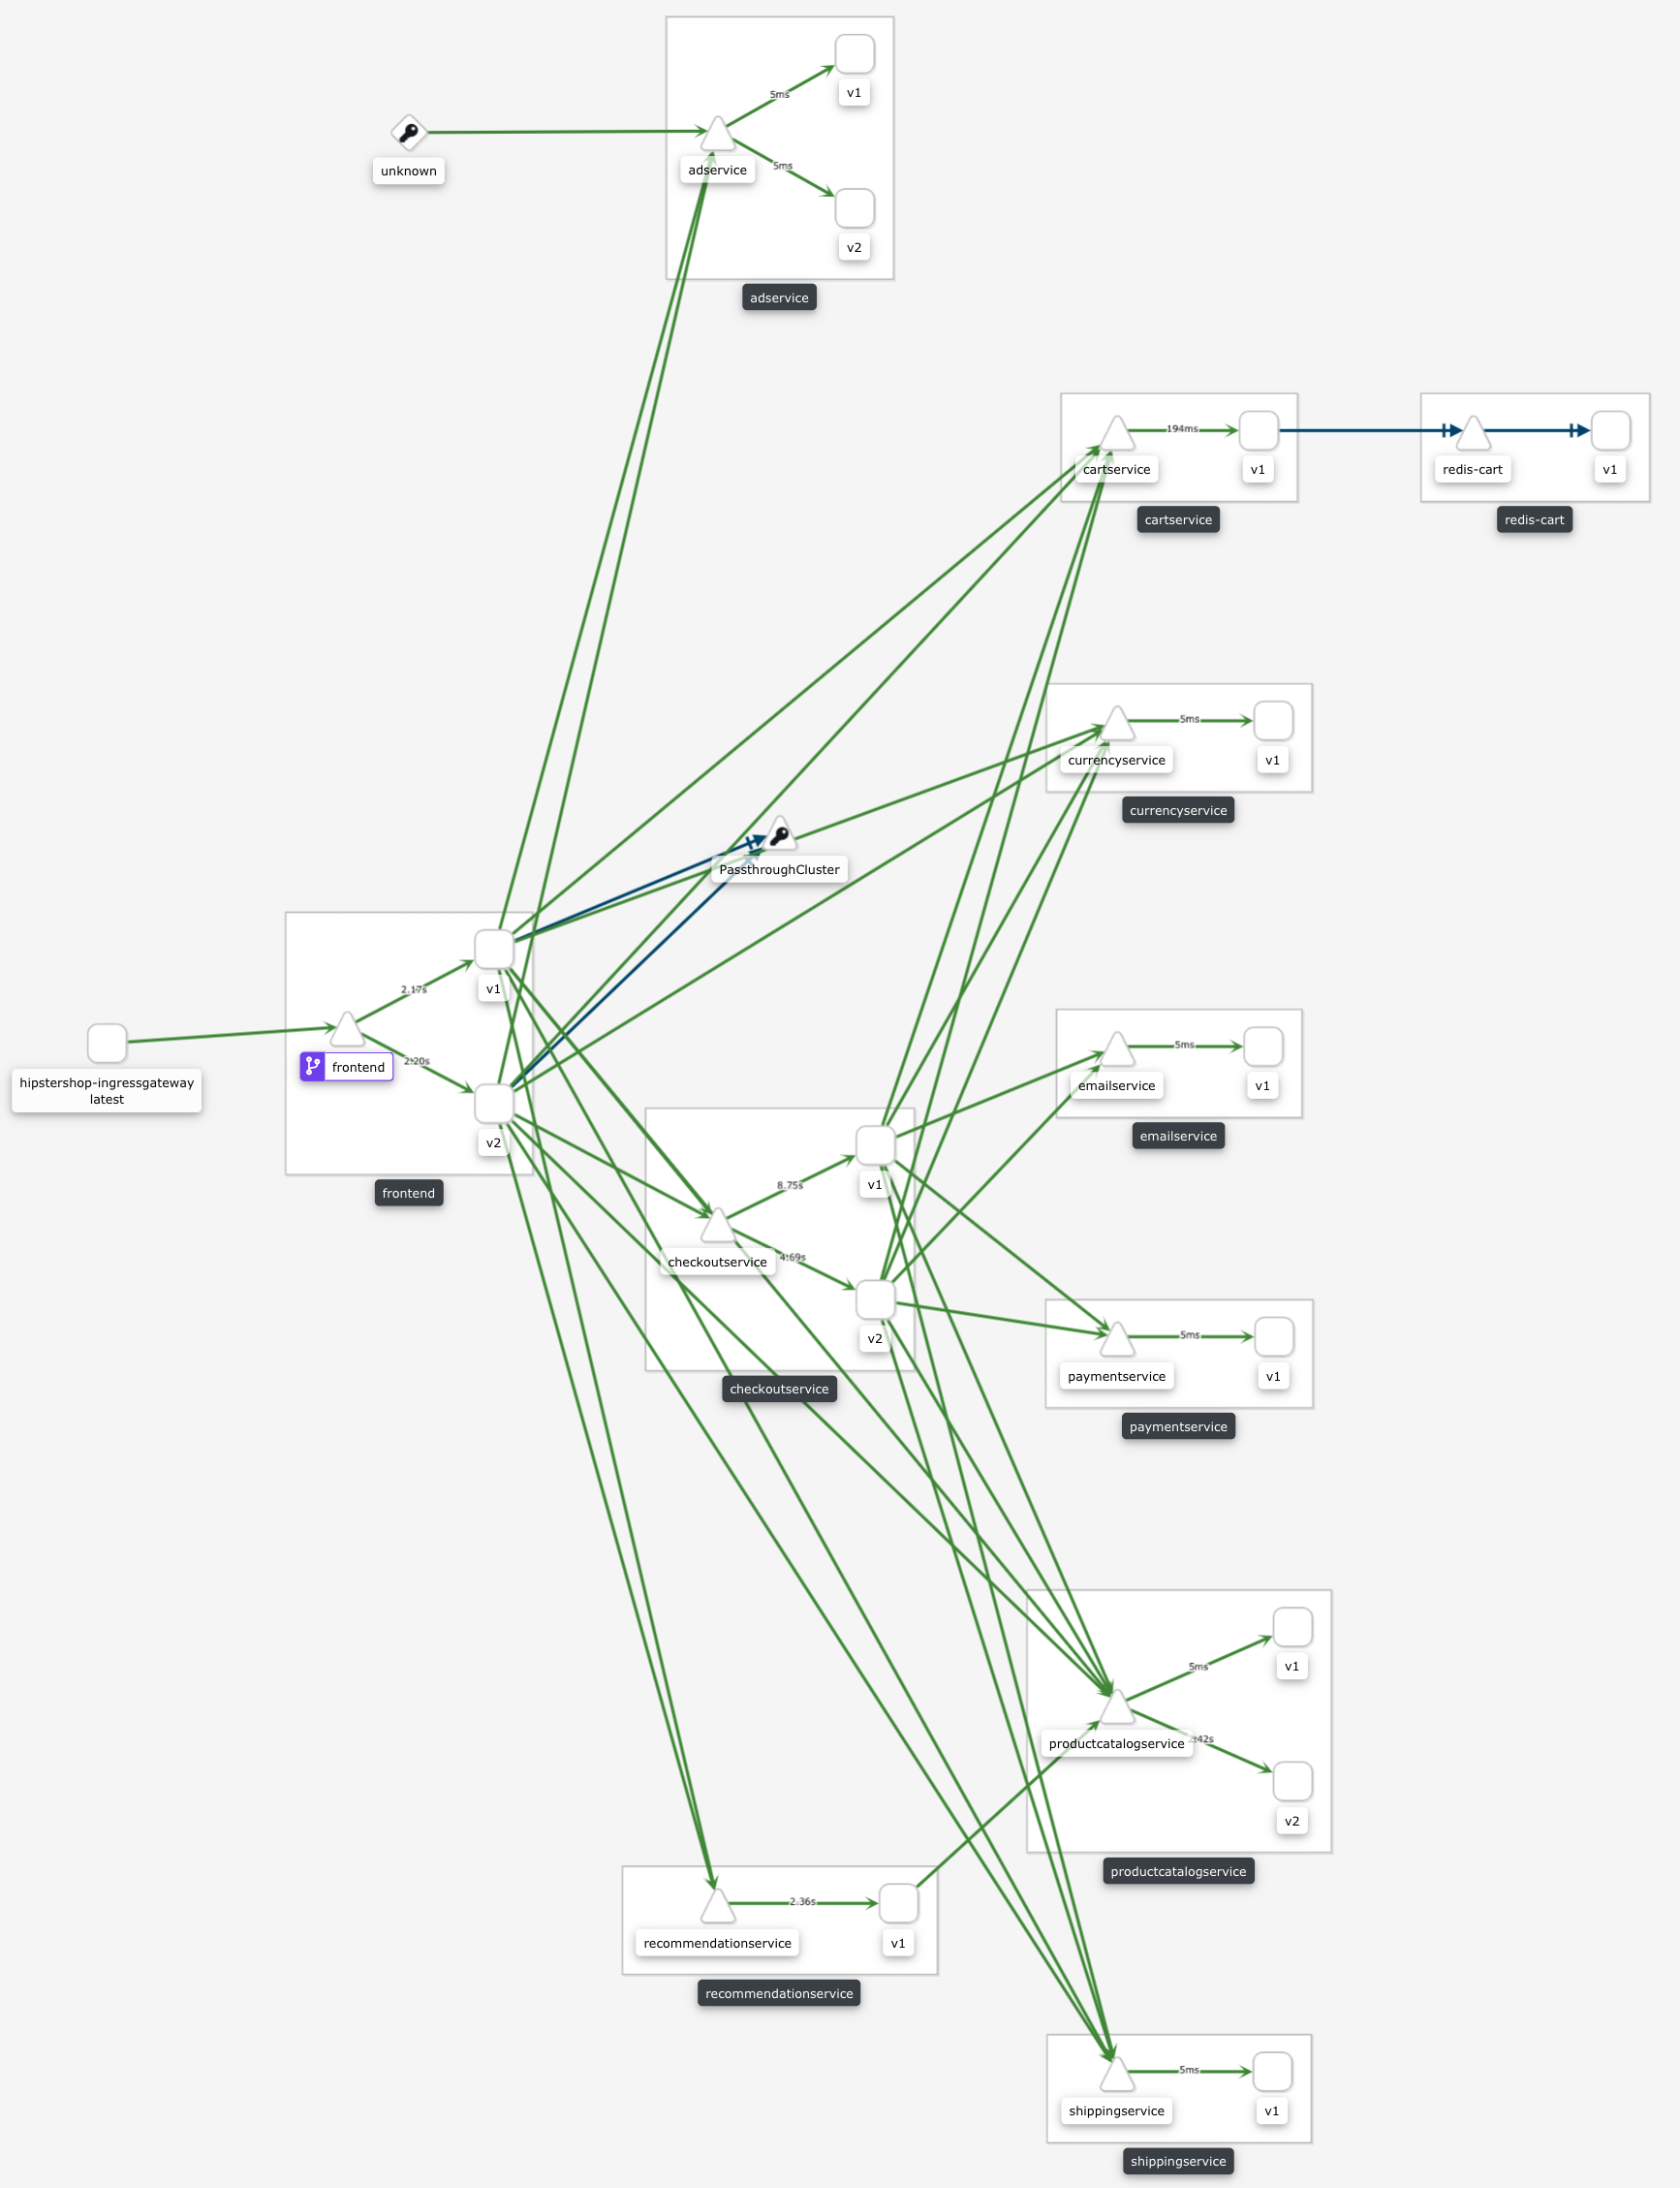 v1
5ms
unknown
adservice
5ms
v2
adservice
194ms
cartservice
v1
redis-cart
v1
cartservice
redis-cart
5ms
currencyservice
v1
currencyservice
PassthroughCluster
2.17s
v1
2.20s
frontend
hipstershop-ingressgateway
latest
v2
frontend
5ms
emailservice
v1
emailservice
8.75s
v1
checkoutservice
4.69s
v2
checkoutservice
5ms
paymentservice
v1
paymentservice
5ms
v1
productcatalogservice
v2
productcatalogservice
2.36s
recommendationservice
v1
recommendationservice
5ms
shippingservice
v1
shippingservice